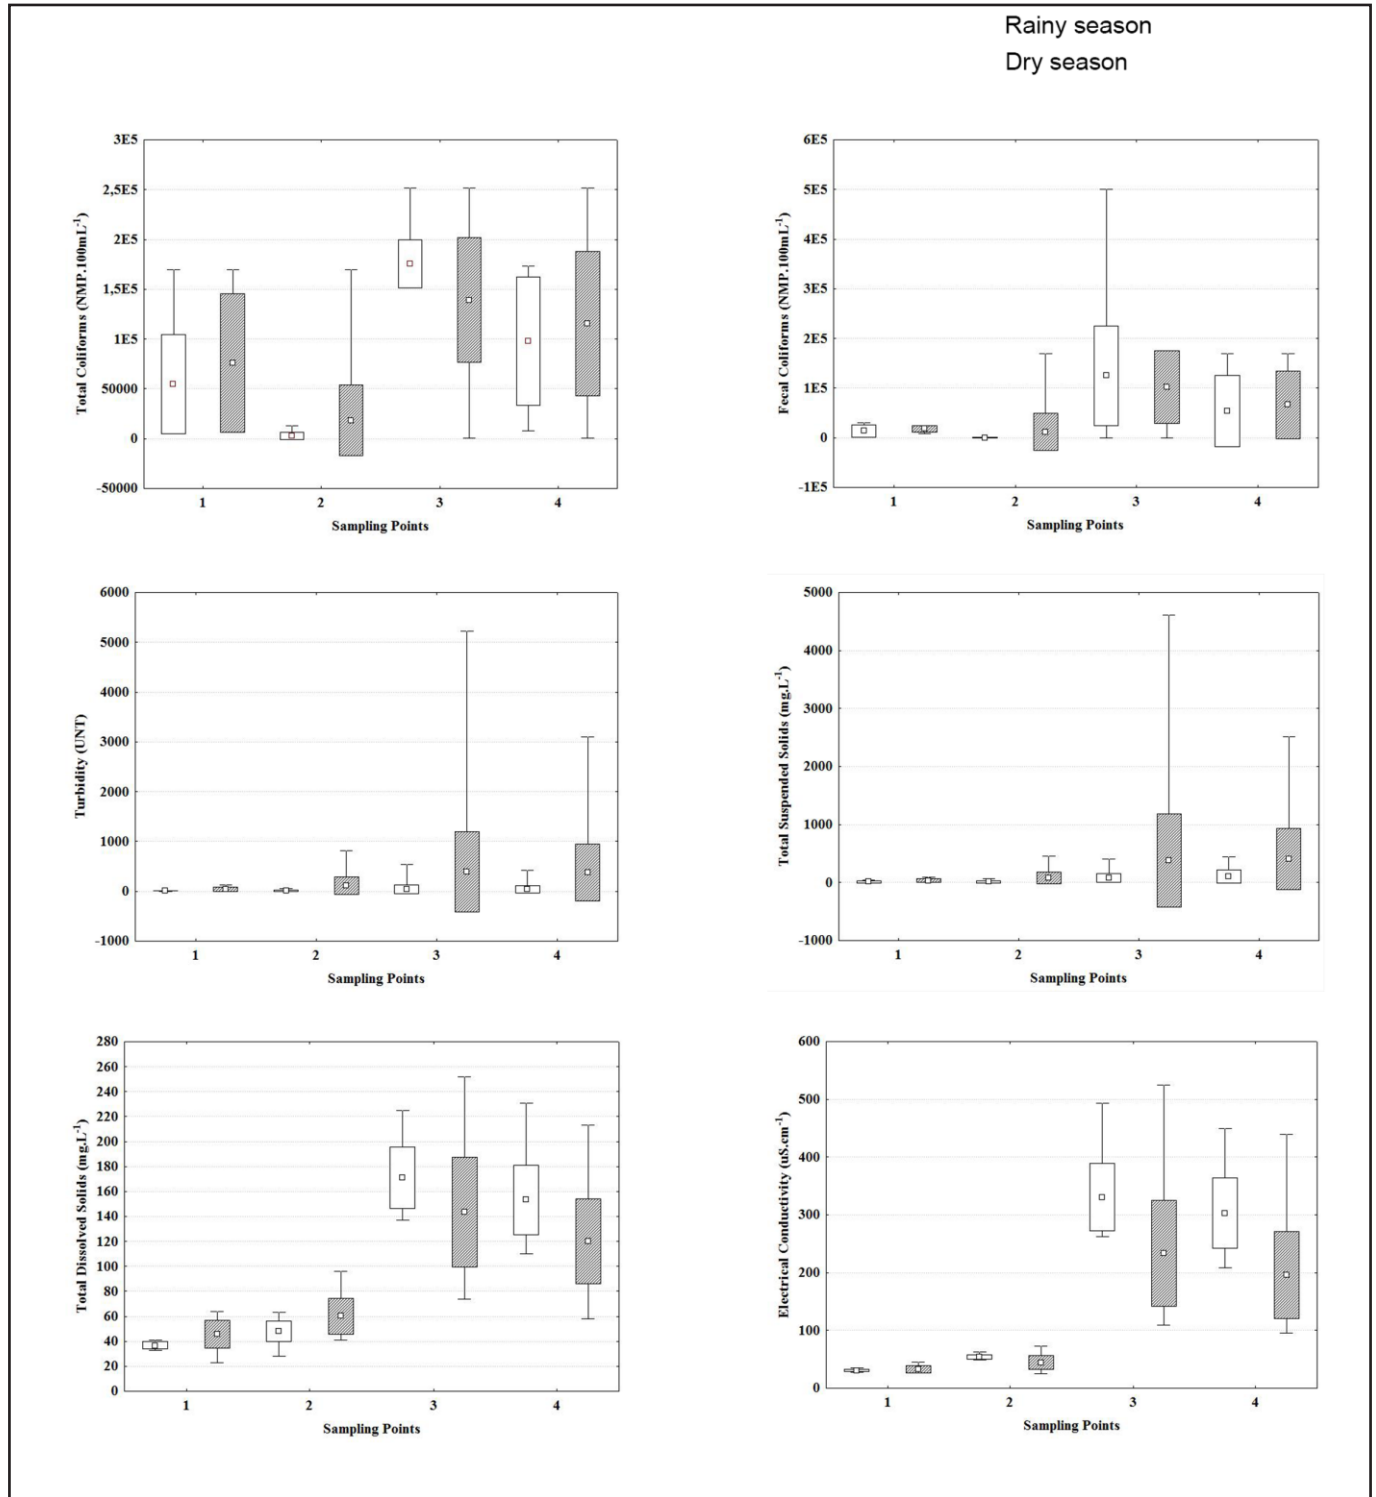 Rainy season
Dry season
Total Coliforms (NMP.100mL⁻¹)
3E5
2,5E5
2E5
1,5E5
1E5
50000
0
-50000
1
2
3
4
Sampling Points
Fecal Coliforms (NMP.100mL⁻¹)
6E5
5E5
4E5
3E5
2E5
1E5
0
-1E5
1
2
3
4
Sampling Points
Turbidity (UNT)
6000
5000
4000
3000
2000
1000
0
-1000
1
2
3
4
Sampling Points
Total Suspended Solids (mg.L⁻¹)
5000
4000
3000
2000
1000
0
-1000
1
2
3
4
Sampling Points
Total Dissolved Solids (mg.L⁻¹)
280
260
240
220
200
180
160
140
120
100
80
60
40
20
0
1
2
3
4
Sampling Points
Electrical Conductivity (uS.cm⁻¹)
600
500
400
300
200
100
0
1
2
3
4
Sampling Points